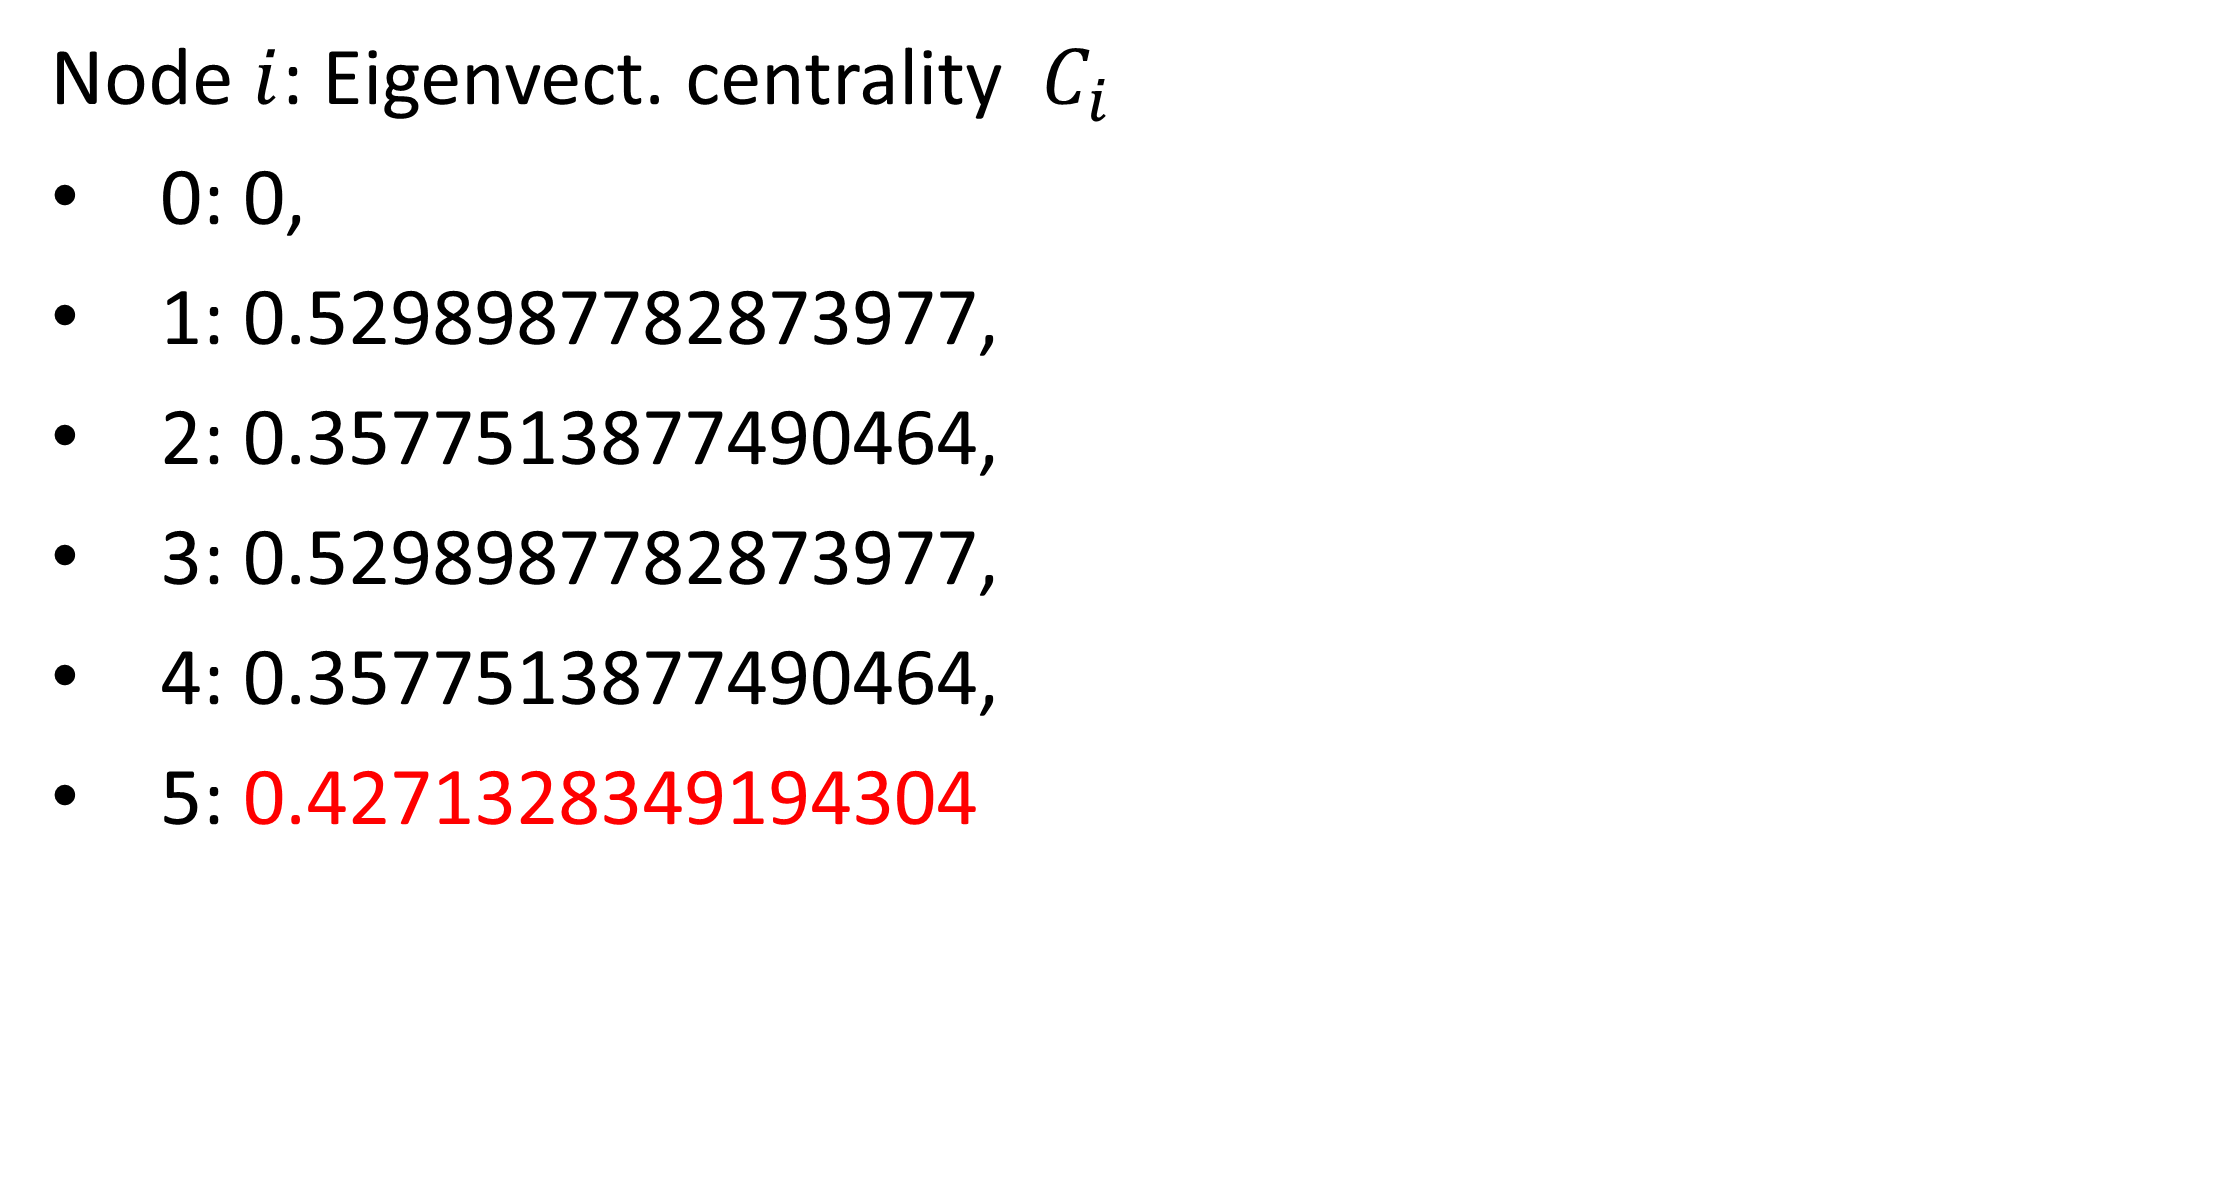 Node 𝑖: Eigenvect. centrality 𝐶ᵢ
• 0: 0,
• 1: 0.5298987782873977,
• 2: 0.3577513877490464,
• 3: 0.5298987782873977,
• 4: 0.3577513877490464,
• 5: 0.4271328349194304